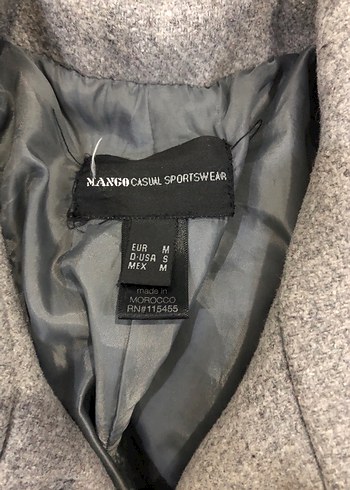 MANGO CASUAL SPORTSWEAR
EUR M
D·USA S
MEX M
made in
MOROCCO
RN#115455